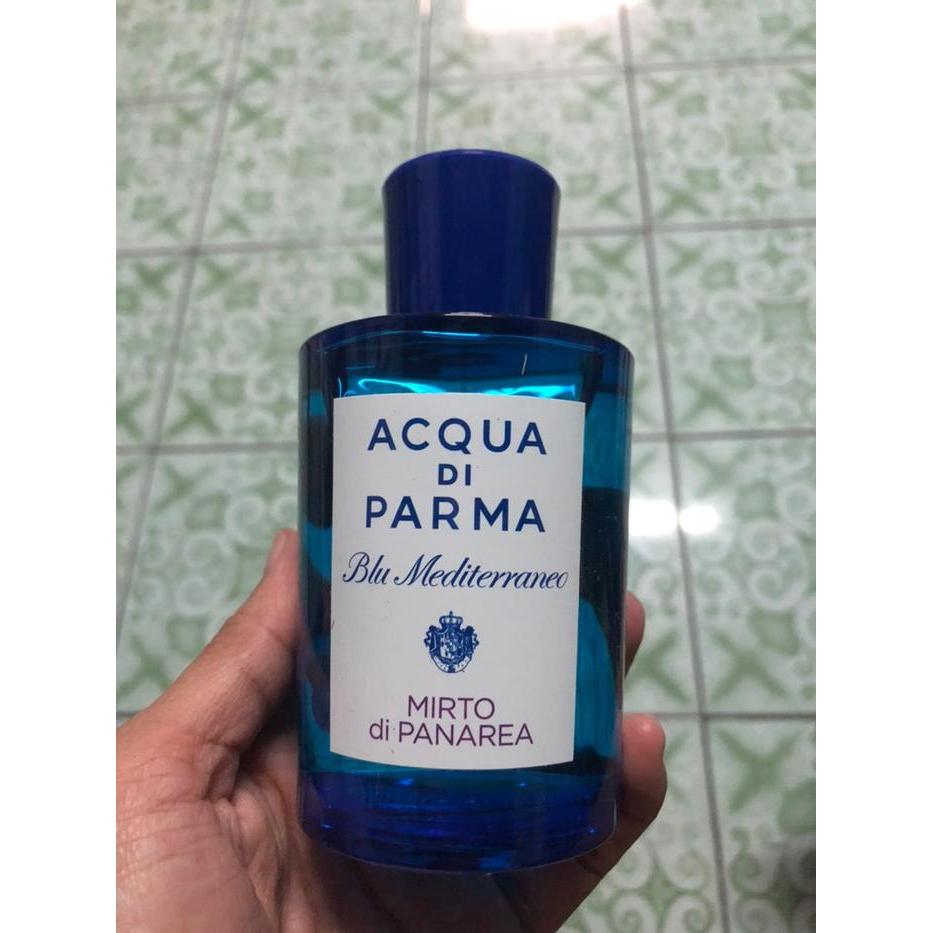 ACQUA
DI
PARMA
Blu Mediterraneo
MIRTO
di PANAREA